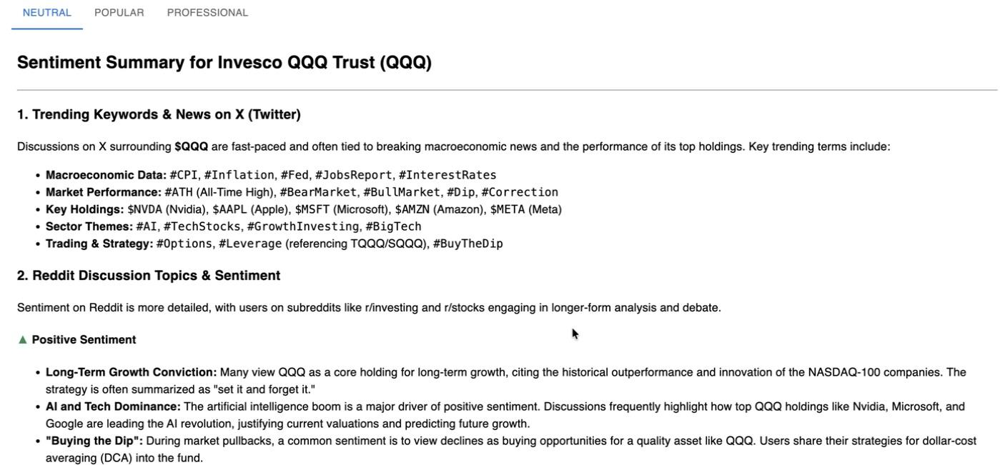 NEUTRAL POPULAR PROFESSIONAL
Sentiment Summary for Invesco QQQ Trust (QQQ)
1. Trending Keywords & News on X (Twitter)
Discussions on X surrounding $QQQ are fast-paced and often tied to breaking macroeconomic news and the performance of its top holdings. Key trending terms include:
• Macroeconomic Data: #CPI, #Inflation, #Fed, #JobsReport, #InterestRates
• Market Performance: #ATH (All-Time High), #BearMarket, #BullMarket, #Dip, #Correction
• Key Holdings: $NVDA (Nvidia), $AAPL (Apple), $MSFT (Microsoft), $AMZN (Amazon), $META (Meta)
• Sector Themes: #AI, #TechStocks, #GrowthInvesting, #BigTech
• Trading & Strategy: #Options, #Leverage (referencing TQQQ/SQQQ), #BuyTheDip
2. Reddit Discussion Topics & Sentiment
Sentiment on Reddit is more detailed, with users on subreddits like r/investing and r/stocks engaging in longer-form analysis and debate.
▲ Positive Sentiment
• Long-Term Growth Conviction: Many view QQQ as a core holding for long-term growth, citing the historical outperformance and innovation of the NASDAQ-100 companies. The
strategy is often summarized as "set it and forget it."
• AI and Tech Dominance: The artificial intelligence boom is a major driver of positive sentiment. Discussions frequently highlight how top QQQ holdings like Nvidia, Microsoft, and
Google are leading the AI revolution, justifying current valuations and predicting future growth.
• "Buying the Dip": During market pullbacks, a common sentiment is to view declines as buying opportunities for a quality asset like QQQ. Users share their strategies for dollar-cost
averaging (DCA) into the fund.